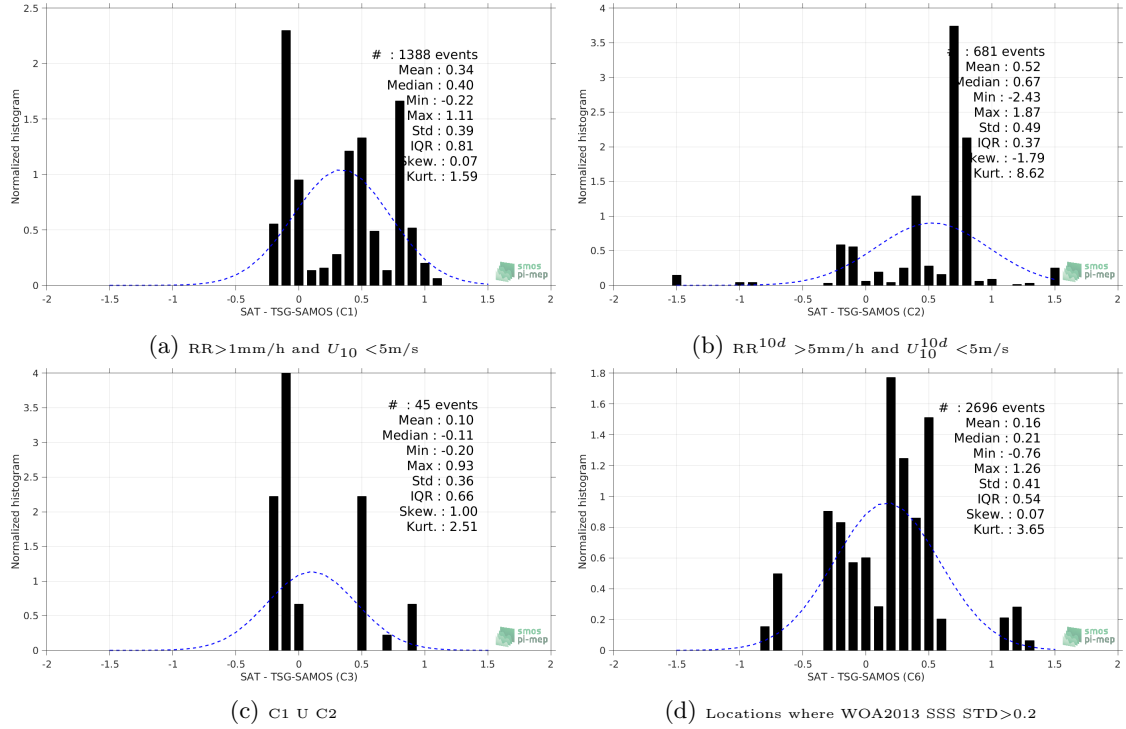 2.5
2
1.5
1
0.5
0
-2
-1.5
-1
-0.5
0
0.5
1
1.5
2
Normalized histogram
SAT - TSG-SAMOS (C1)
# : 1388 events
Mean : 0.34
Median : 0.40
Min : -0.22
Max : 1.11
Std : 0.39
IQR : 0.81
Skew. : 0.07
Kurt. : 1.59
smos
pi-mep
(a) RR>1mm/h and U10 <5m/s
4
3.5
3
2.5
2
1.5
1
0.5
0
-2
-1.5
-1
-0.5
0
0.5
1
1.5
2
Normalized histogram
SAT - TSG-SAMOS (C2)
# : 681 events
Mean : 0.52
Median : 0.67
Min : -2.43
Max : 1.87
Std : 0.49
IQR : 0.37
Skew. : -1.79
Kurt. : 8.62
smos
pi-mep
(b) RR10d >5mm/h and U10 10d <5m/s
4
3.5
3
2.5
2
1.5
1
0.5
0
-2
-1.5
-1
-0.5
0
0.5
1
1.5
2
Normalized histogram
SAT - TSG-SAMOS (C3)
# : 45 events
Mean : 0.10
Median : -0.11
Min : -0.20
Max : 0.93
Std : 0.36
IQR : 0.66
Skew. : 1.00
Kurt. : 2.51
smos
pi-mep
(c) C1 U C2
1.8
1.6
1.4
1.2
1
0.8
0.6
0.4
0.2
0
-2
-1.5
-1
-0.5
0
0.5
1
1.5
2
Normalized histogram
SAT - TSG-SAMOS (C6)
# : 2696 events
Mean : 0.16
Median : 0.21
Min : -0.76
Max : 1.26
Std : 0.41
IQR : 0.54
Skew. : 0.07
Kurt. : 3.65
smos
pi-mep
(d) Locations where WOA2013 SSS STD>0.2